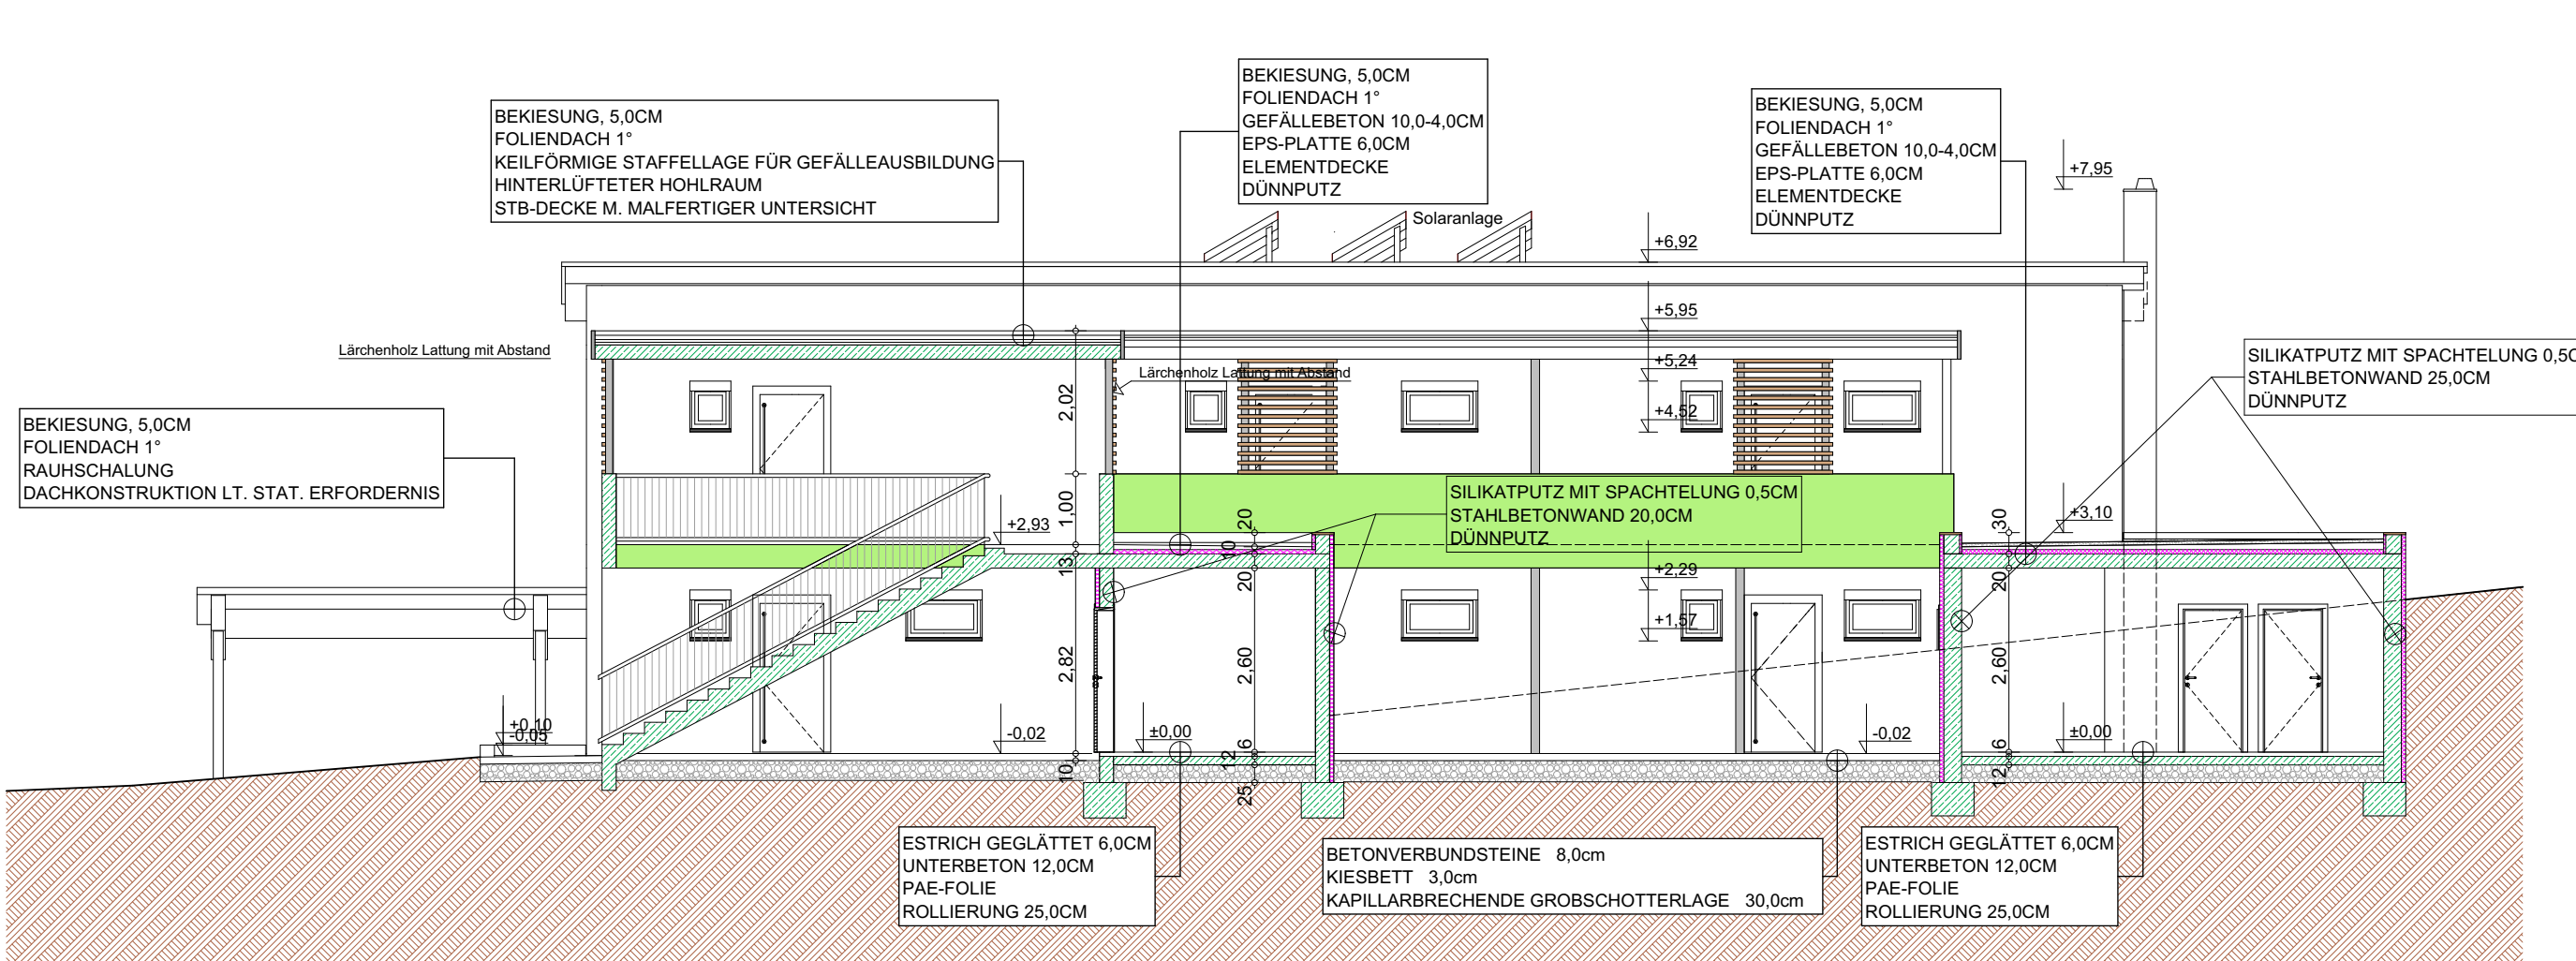 BEKIESUNG, 5,0CM
FOLIENDACH 1°
KEILFÖRMIGE STAFFELLAGE FÜR GEFÄLLEAUSBILDUNG
HINTERLÜFTETER HOHLRAUM
STB-DECKE M. MALFERTIGER UNTERSICHT
BEKIESUNG, 5,0CM
FOLIENDACH 1°
GEFÄLLEBETON 10,0-4,0CM
EPS-PLATTE 6,0CM
ELEMENTDECKE
DÜNNPUTZ
BEKIESUNG, 5,0CM
FOLIENDACH 1°
GEFÄLLEBETON 10,0-4,0CM
EPS-PLATTE 6,0CM
ELEMENTDECKE
DÜNNPUTZ
+7,95
Solaranlage
+6,92
+5,95
Lärchenholz Lattung mit Abstand
+5,24
Lärchenholz Lattung mit Abstand
+4,52
2,02
SILIKATPUTZ MIT SPACHTELUNG 0,5C
STAHLBETONWAND 25,0CM
DÜNNPUTZ
BEKIESUNG, 5,0CM
FOLIENDACH 1°
RAUHSCHALUNG
DACHKONSTRUKTION LT. STAT. ERFORDERNIS
SILIKATPUTZ MIT SPACHTELUNG 0,5CM
STAHLBETONWAND 20,0CM
DÜNNPUTZ
+2,93
1,00
13
20
10
20
30
20
+3,10
+2,29
+1,57
2,82
2,60
2,60
+0,10
-0,05
-0,02
±0,00
-0,02
±0,00
10
6
12
25
6
12
ESTRICH GEGLÄTTET 6,0CM
UNTERBETON 12,0CM
PAE-FOLIE
ROLLIERUNG 25,0CM
BETONVERBUNDSTEINE 8,0cm
KIESBETT 3,0cm
KAPILLARBRECHENDE GROBSCHOTTERLAGE 30,0cm
ESTRICH GEGLÄTTET 6,0CM
UNTERBETON 12,0CM
PAE-FOLIE
ROLLIERUNG 25,0CM